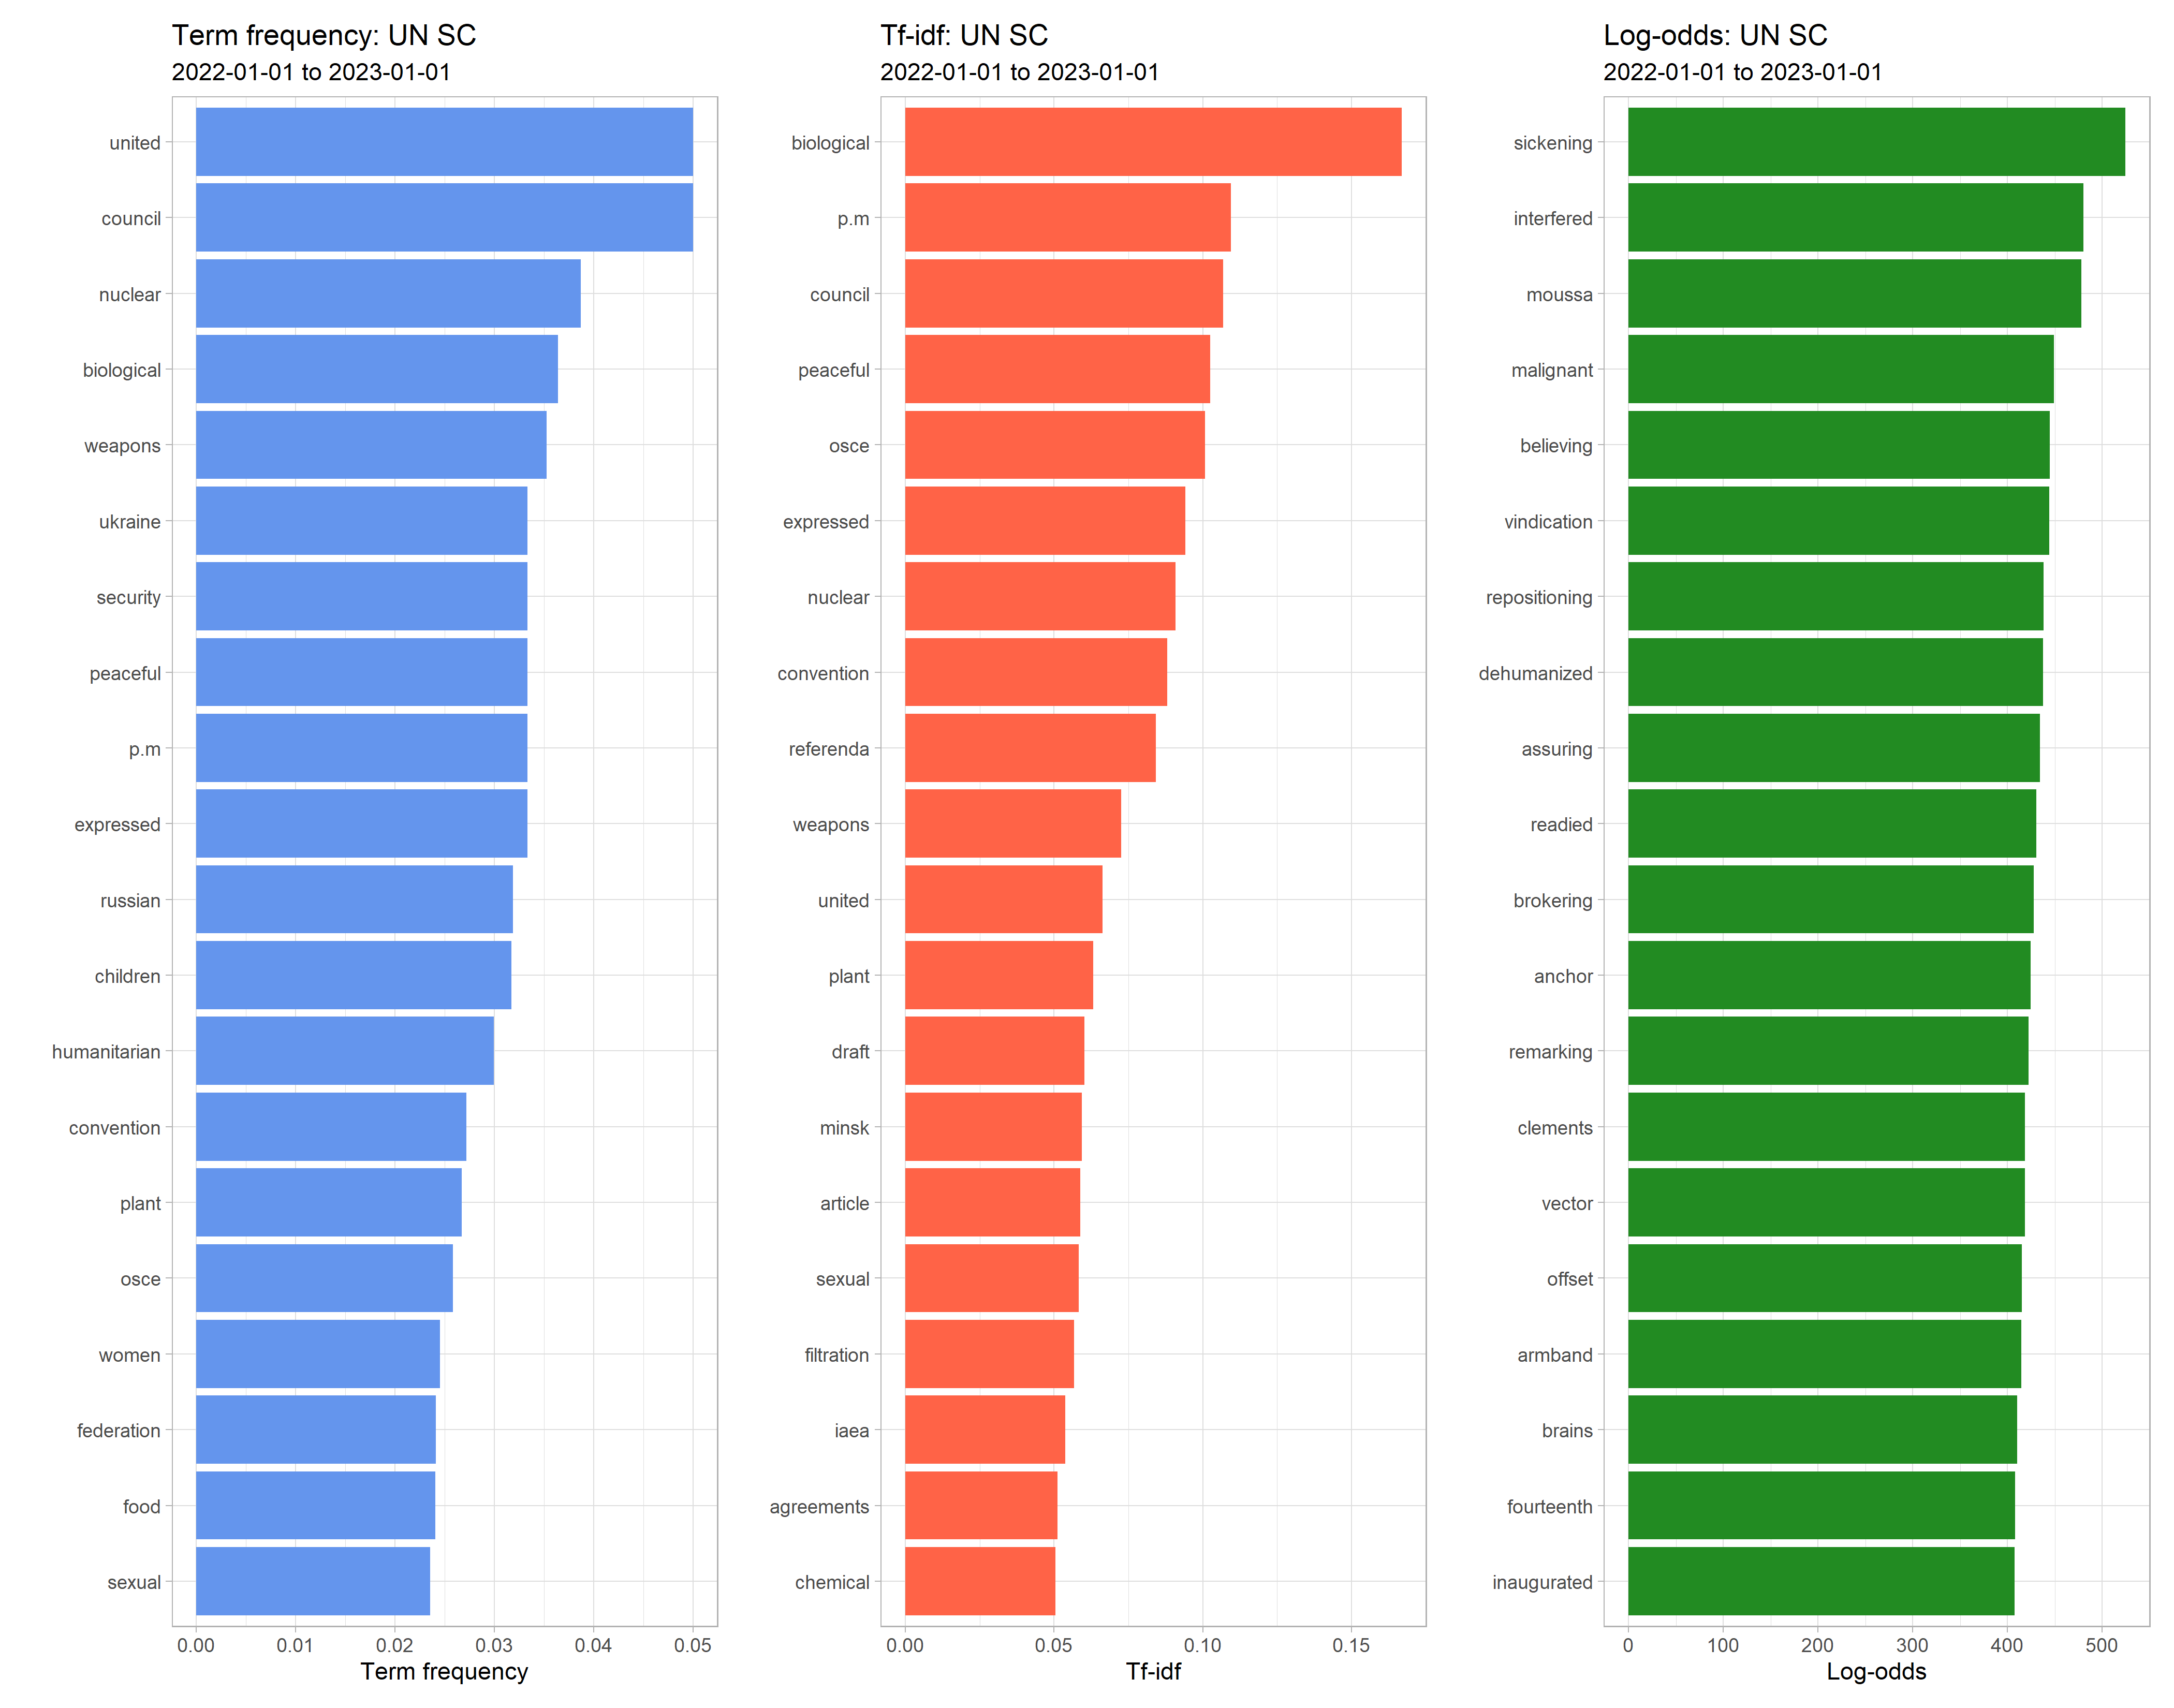 Term frequency: UN SC
2022-01-01 to 2023-01-01
united
council
nuclear
biological
weapons
ukraine
security
peaceful
p.m
expressed
russian
children
humanitarian
convention
plant
osce
women
federation
food
sexual
0.00 0.01 0.02 0.03 0.04 0.05
Term frequency
Tf-idf: UN SC
2022-01-01 to 2023-01-01
biological
p.m
council
peaceful
osce
expressed
nuclear
convention
referenda
weapons
united
plant
draft
minsk
article
sexual
filtration
iaea
agreements
chemical
0.00 0.05 0.10 0.15
Tf-idf
Log-odds: UN SC
2022-01-01 to 2023-01-01
sickening
interfered
moussa
malignant
believing
vindication
repositioning
dehumanized
assuring
readied
brokering
anchor
remarking
clements
vector
offset
armband
brains
fourteenth
inaugurated
0 100 200 300 400 500
Log-odds